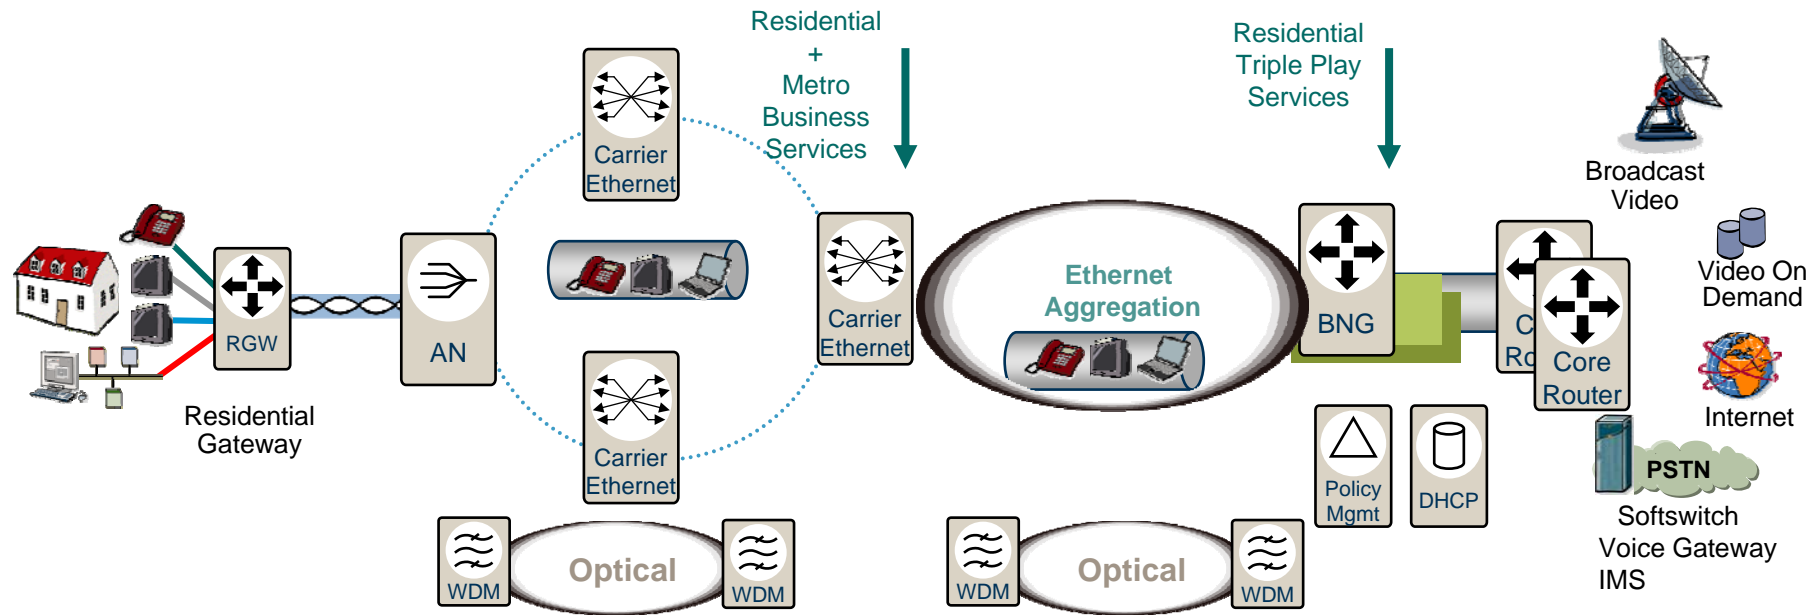 Residential
+
Metro
Business
Services
Residential
Triple Play
Services
Carrier
Ethernet
Broadcast
Video
RGW
Residential
Gateway
AN
Carrier
Ethernet
Ethernet
Aggregation
BNG
Core
Router
Video On
Demand
Internet
Carrier
Ethernet
Policy
Mgmt
DHCP
PSTN
Softswitch
Voice Gateway
IMS
WDM
Optical
WDM
WDM
Optical
WDM